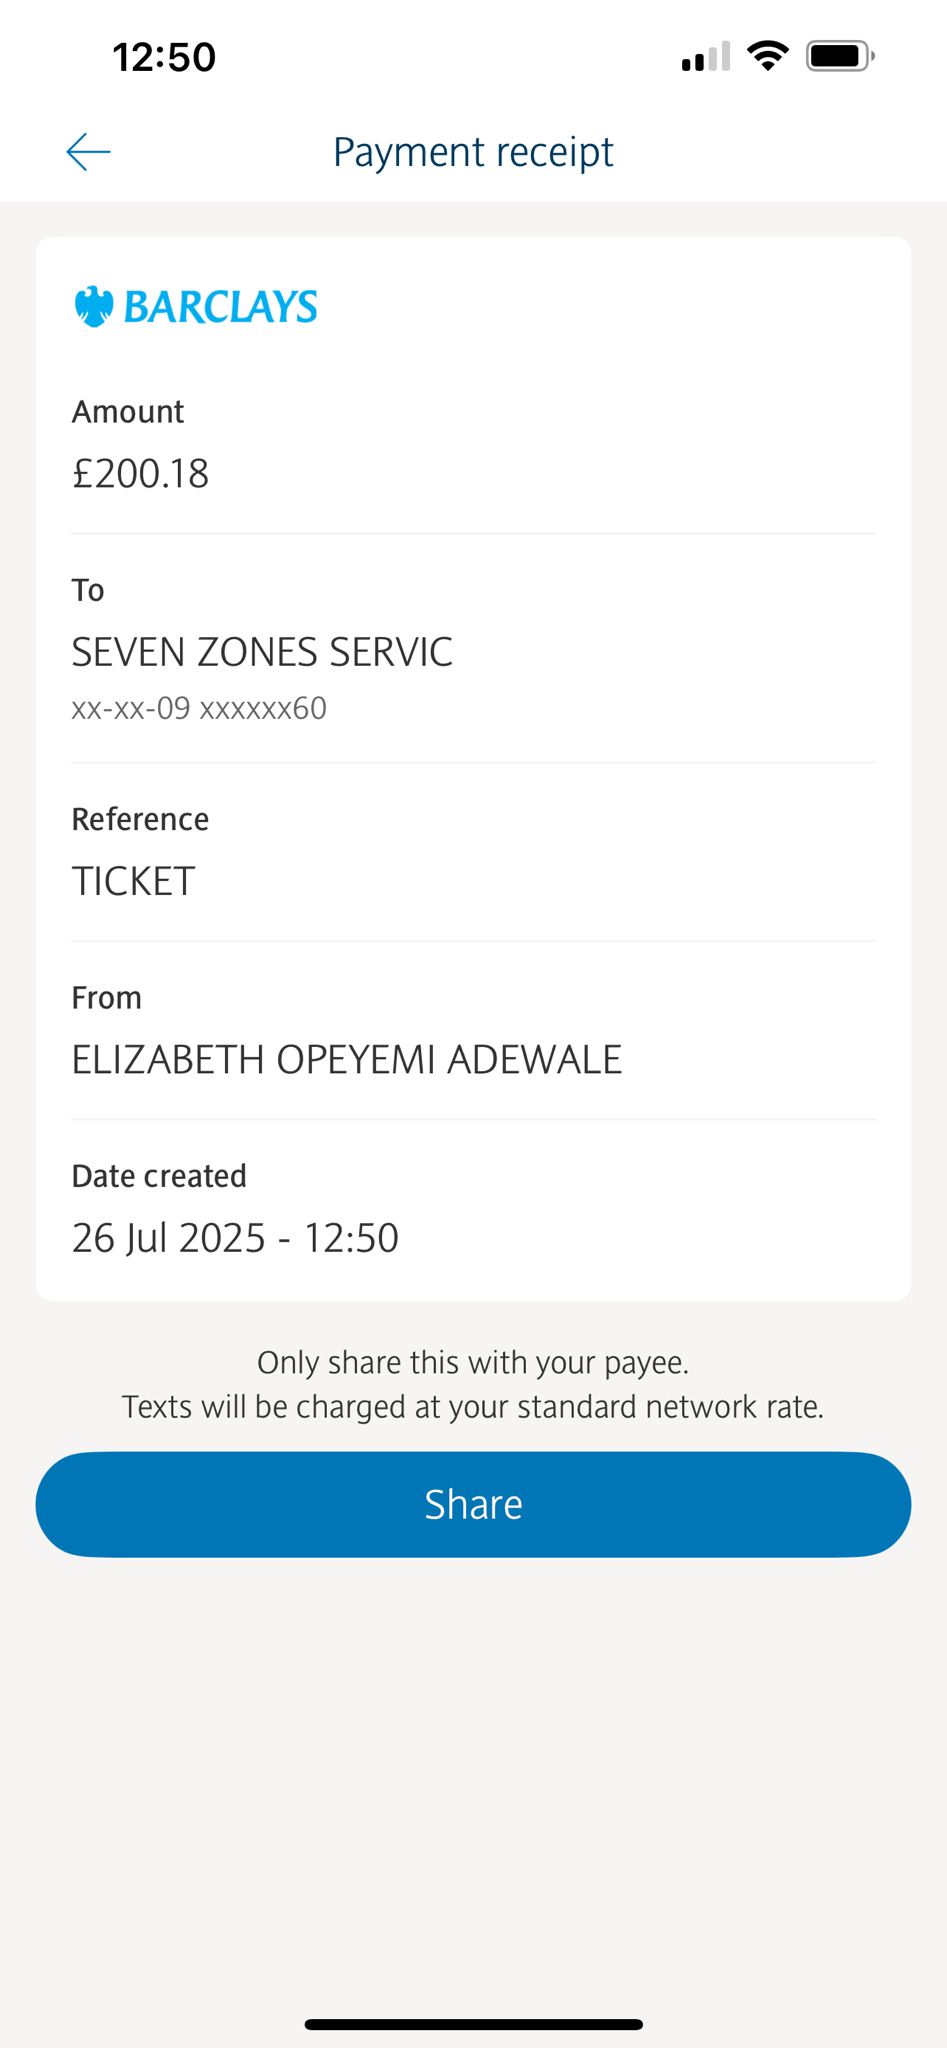 12:50
Payment receipt
BARCLAYS
Amount
£200.18
To
SEVEN ZONES SERVIC
xx-xx-09 xxxxxx60
Reference
TICKET
From
ELIZABETH OPEYEMI ADEWALE
Date created
26 Jul 2025 - 12:50
Only share this with your payee.
Texts will be charged at your standard network rate.
Share